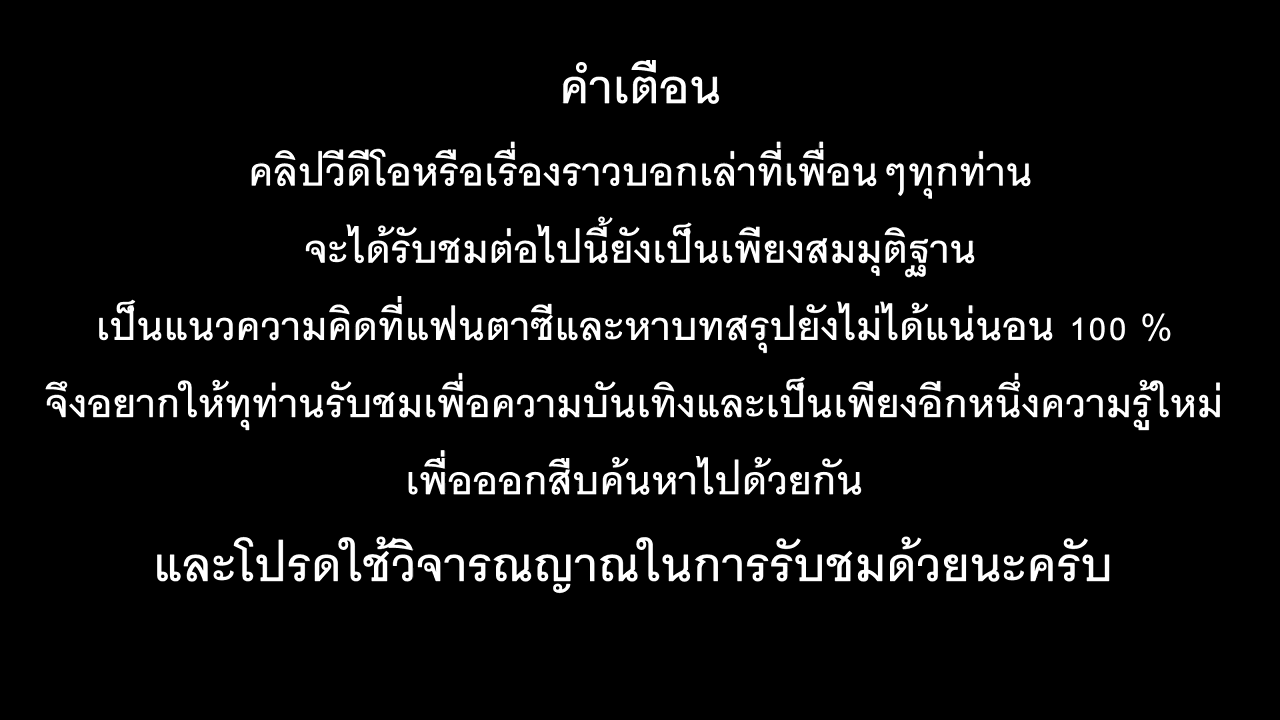 คำเตือน
คลิปวีดีโอหรือเรื่องราวบอกเล่าที่เพื่อน ๆทุกท่าน
จะได้รับชมต่อไปนี้ยังเป็นเพียงสมมุติฐาน
เป็นแนวความคิดที่แฟนตาซีและหาบทสรุปยังไม่ได้แน่นอน 100 %
จึงอยากให้ทุท่านรับชมเพื่อความบันเทิงและเป็นเพียงอีกหนึ่งความรู้ใหม่
เพื่อออกสืบค้นหาไปด้วยกัน
และโปรดใช้วิจารณญาณในการรับชมด้วยนะครับ